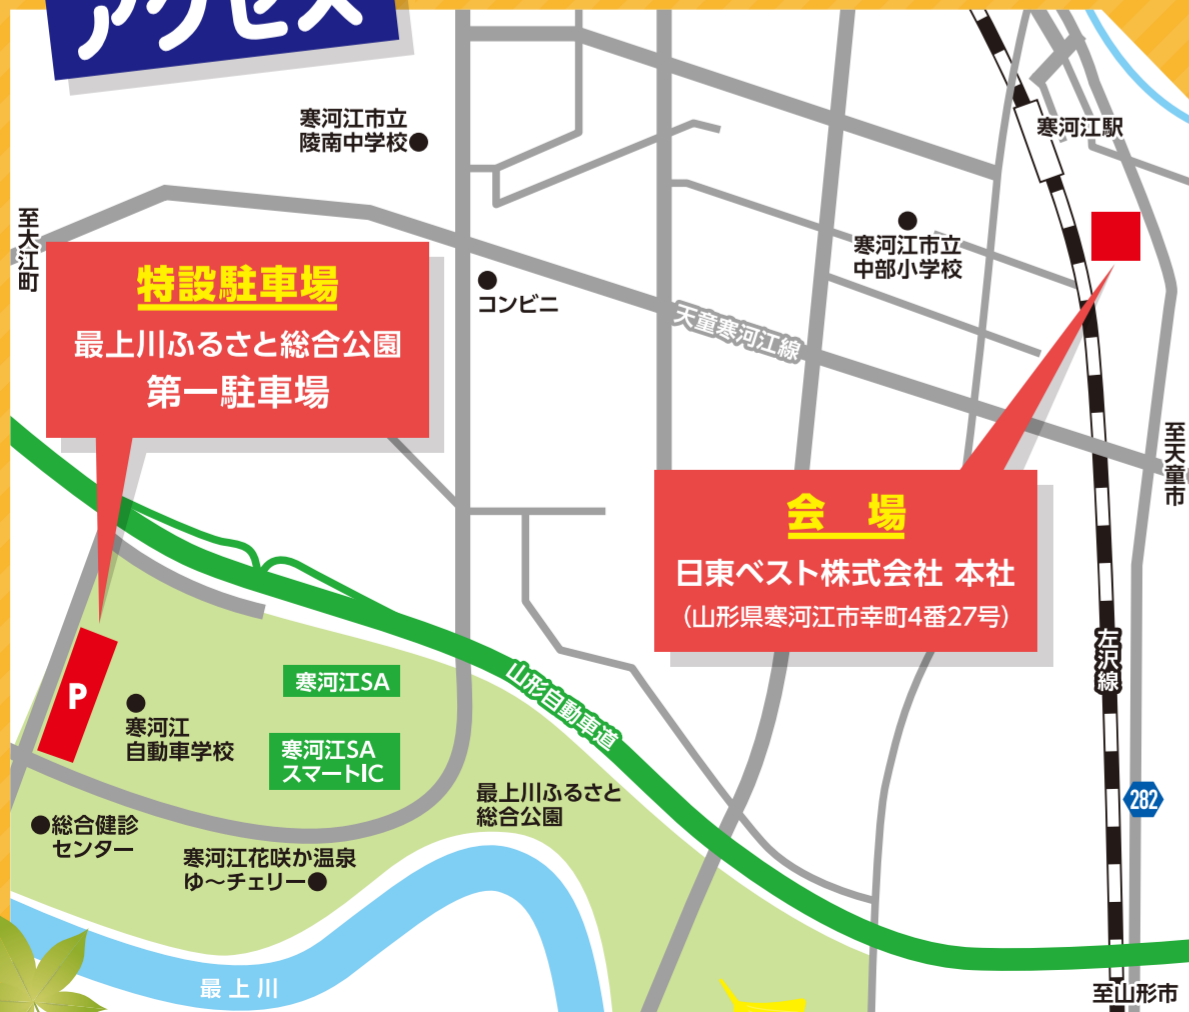 アクセス
寒河江市立
陵南中学校
寒河江駅
至大江町
寒河江市立
中部小学校
特設駐車場
最上川ふるさと総合公園
第一駐車場
コンビニ
天童寒河江線
至天童市
会 場
日東ベスト株式会社 本社
(山形県寒河江市幸町4番27号)
左沢線
山形自動車道
寒河江SA
P
寒河江
自動車学校
寒河江SA
スマートIC
282
最上川ふるさと
総合公園
総合健診
センター
寒河江花咲か温泉
ゆ～チェリー
最上川
至山形市